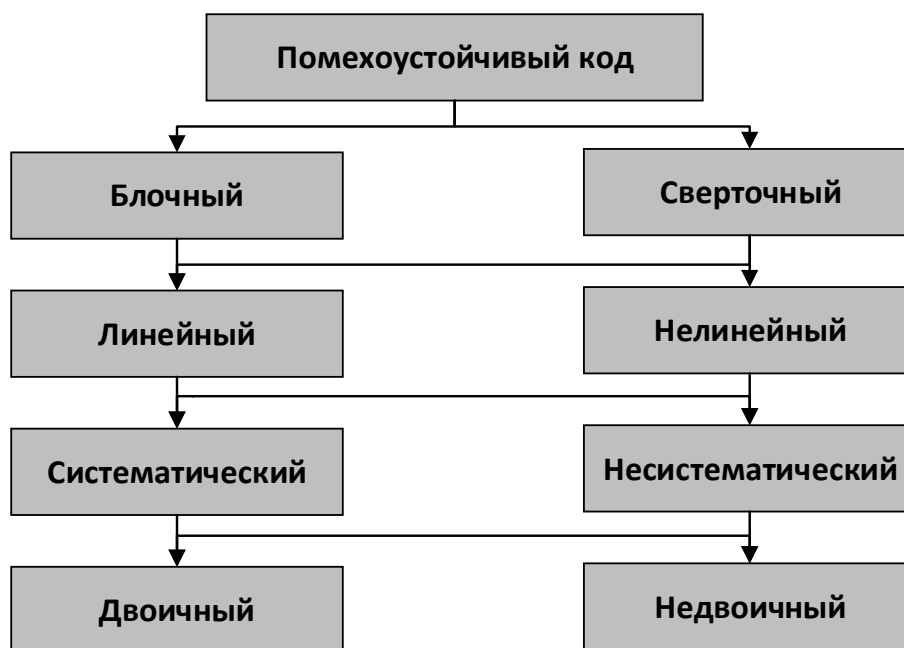 Помехоустойчивый код
Блочный
Сверточный
Линейный
Нелинейный
Систематический
Несистематический
Двоичный
Недвоичный